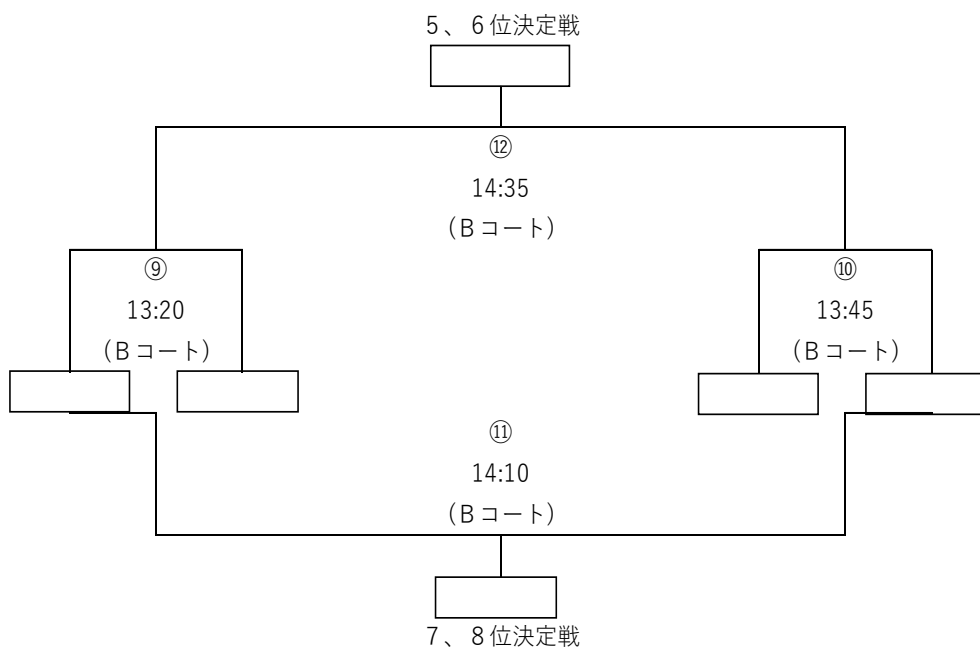 5、6位決定戦
⑫
14:35
(Bコート)
⑨
13:20
(Bコート)
⑩
13:45
(Bコート)
⑪
14:10
(Bコート)
7、8位決定戦